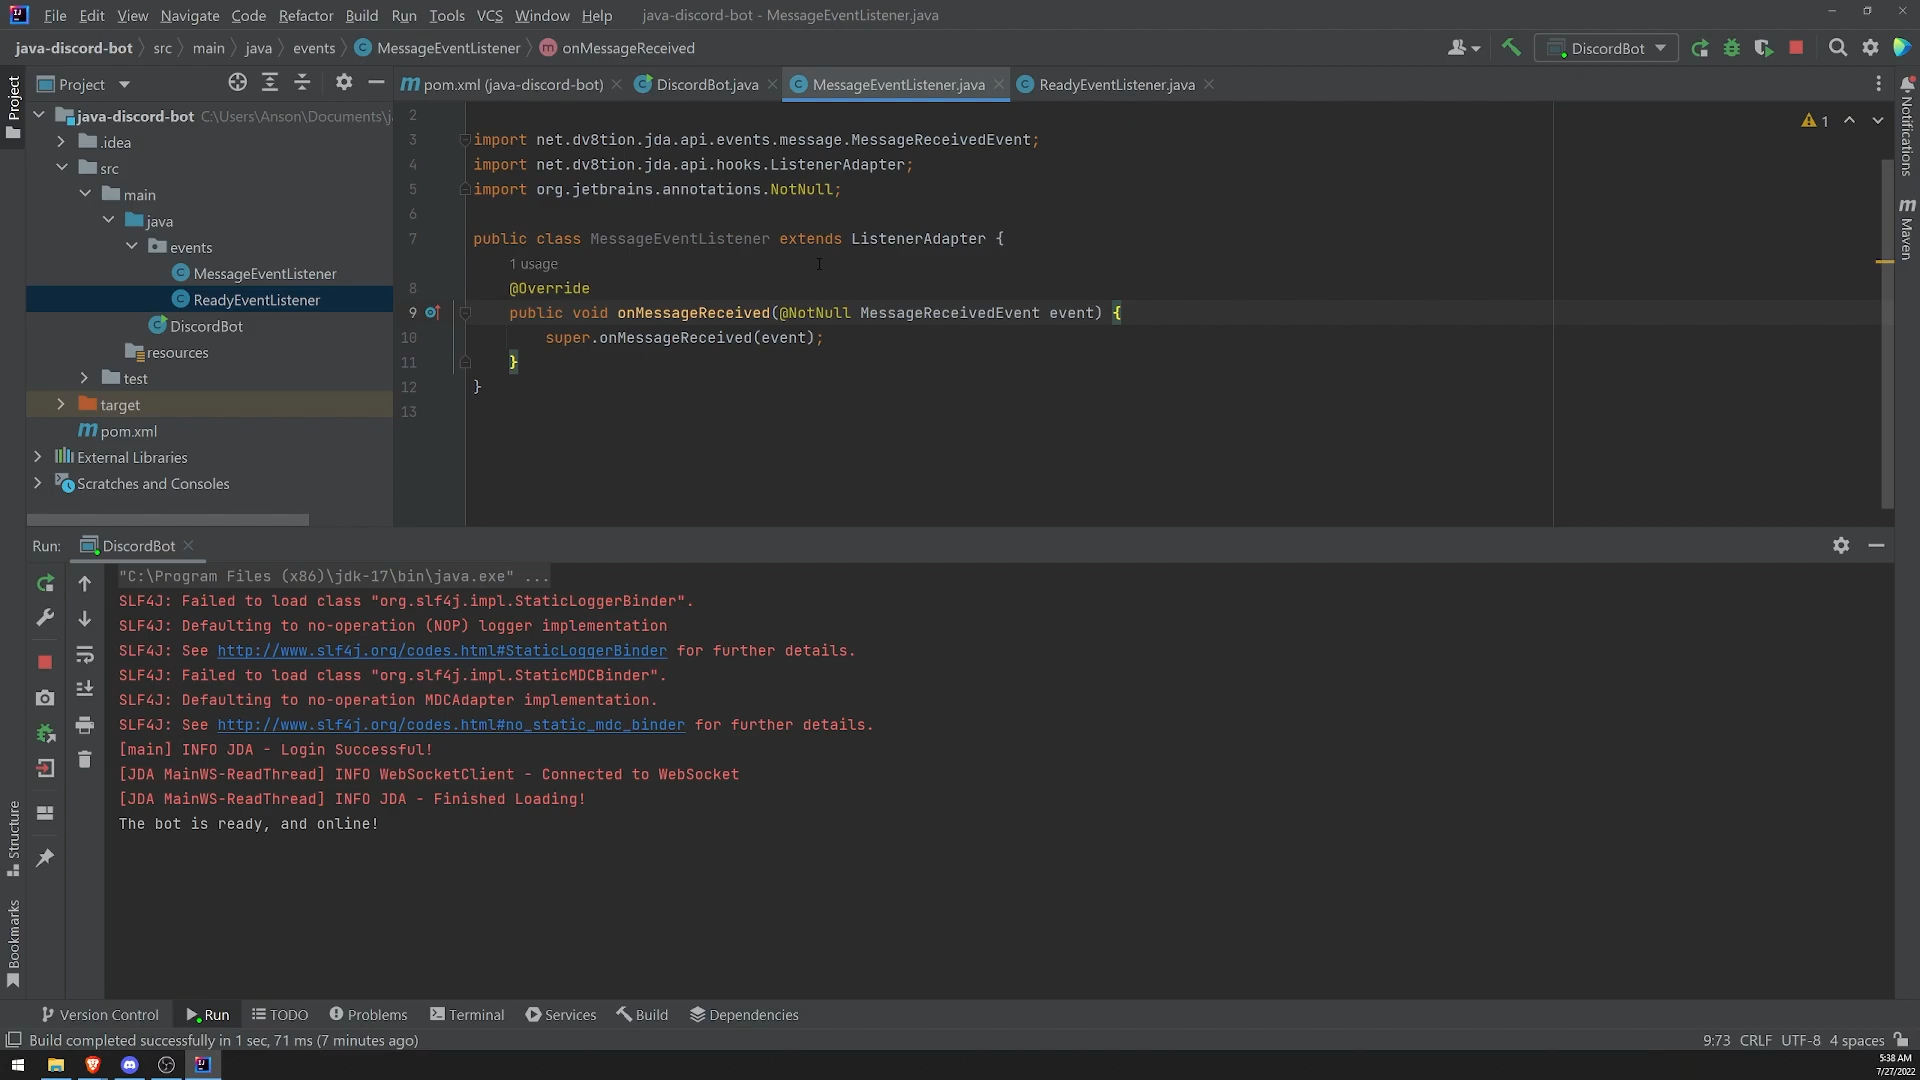 File Edit View Navigate Code Refactor Build Run Tools VCS Window Help java-discord-bot - MessageEventListener.java
java-discord-bot src main java events MessageEventListener onMessageReceived DiscordBot
Project
Project
pom.xml (java-discord-bot) DiscordBot.java MessageEventListener.java ReadyEventListener.java
java-discord-bot C:\Users\Anson\Documents\j
.idea
src
main
java
events
MessageEventListener
ReadyEventListener
DiscordBot
resources
test
target
pom.xml
External Libraries
Scratches and Consoles
2
3 import net.dv8tion.jda.api.events.message.MessageReceivedEvent;
4 import net.dv8tion.jda.api.hooks.ListenerAdapter;
5 import org.jetbrains.annotations.NotNull;
6
7 public class MessageEventListener extends ListenerAdapter {
1 usage
8 @Override
9 public void onMessageReceived(@NotNull MessageReceivedEvent event) {
10 super.onMessageReceived(event);
11 }
12 }
13
1
Notifications
Maven
Run: DiscordBot
"C:\Program Files (x86)\jdk-17\bin\java.exe" ...
SLF4J: Failed to load class "org.slf4j.impl.StaticLoggerBinder".
SLF4J: Defaulting to no-operation (NOP) logger implementation
SLF4J: See http://www.slf4j.org/codes.html#StaticLoggerBinder for further details.
SLF4J: Failed to load class "org.slf4j.impl.StaticMDCBinder".
SLF4J: Defaulting to no-operation MDCAdapter implementation.
SLF4J: See http://www.slf4j.org/codes.html#no_static_mdc_binder for further details.
[main] INFO JDA - Login Successful!
[JDA MainWS-ReadThread] INFO WebSocketClient - Connected to WebSocket
[JDA MainWS-ReadThread] INFO JDA - Finished Loading!
The bot is ready, and online!
Structure
Bookmarks
Version Control Run TODO Problems Terminal Services Build Dependencies
Build completed successfully in 1 sec, 71 ms (7 minutes ago) 9:73 CRLF UTF-8 4 spaces
5:38 AM
7/27/2022